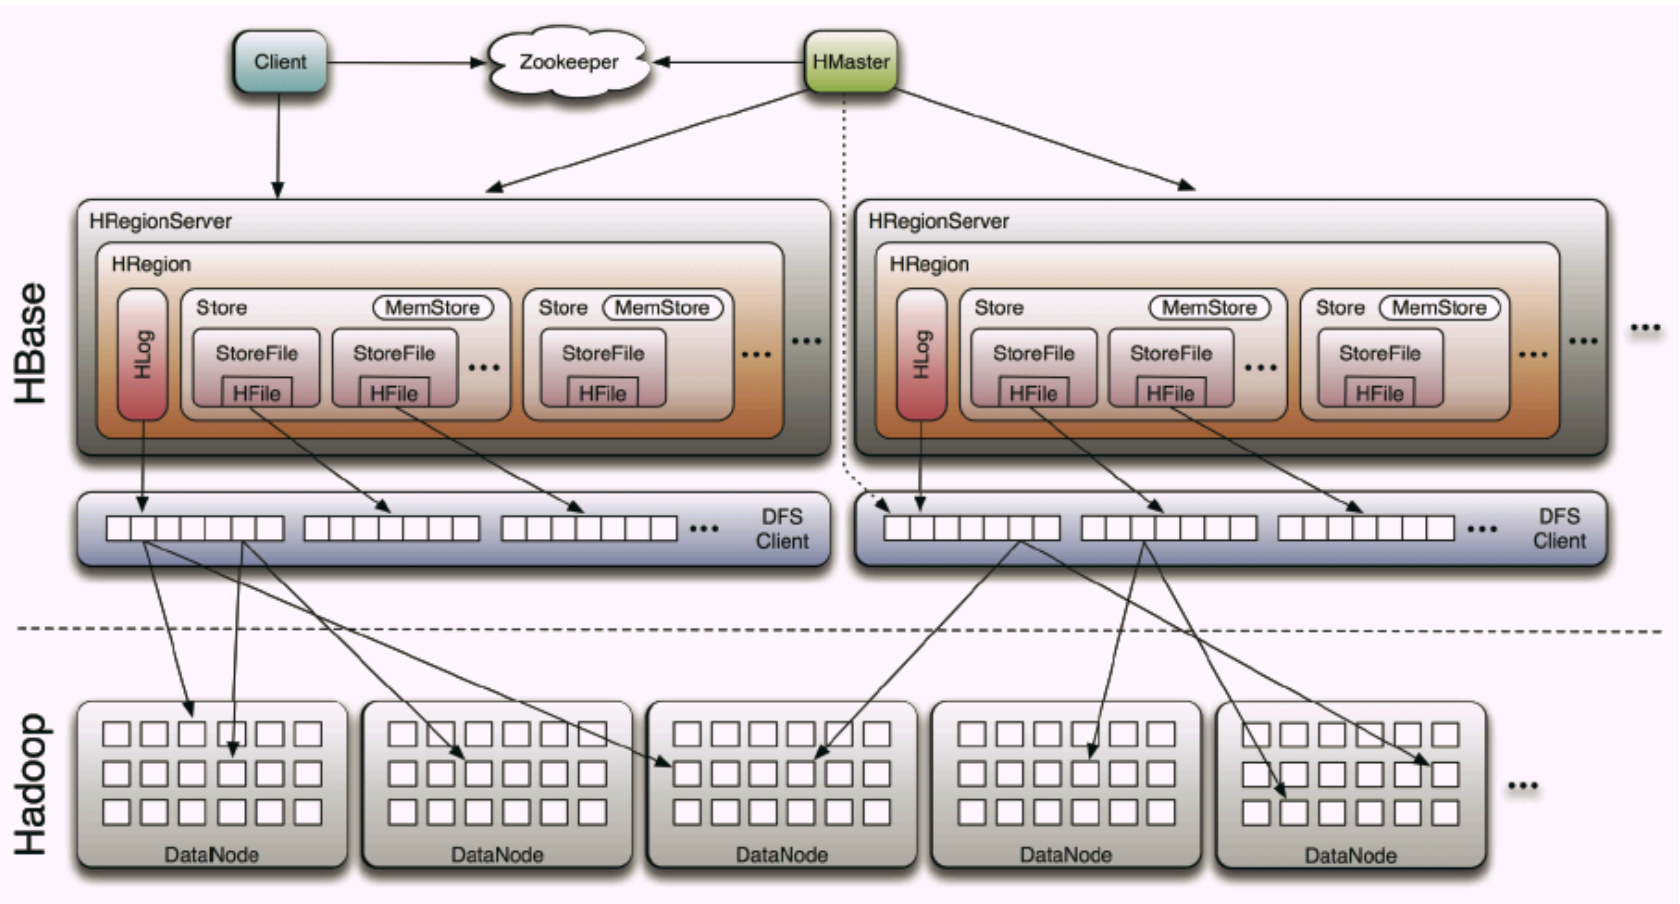 Client
Zookeeper
HMaster
HBase
HRegionServer
HRegion
HLog
Store
MemStore
StoreFile
HFile
StoreFile
HFile
...
Store
MemStore
StoreFile
HFile
...
...
HRegionServer
HRegion
HLog
Store
MemStore
StoreFile
HFile
StoreFile
HFile
...
Store
MemStore
StoreFile
HFile
...
...
...
...
DFS
Client
...
DFS
Client
Hadoop
DataNode
DataNode
DataNode
DataNode
DataNode
...